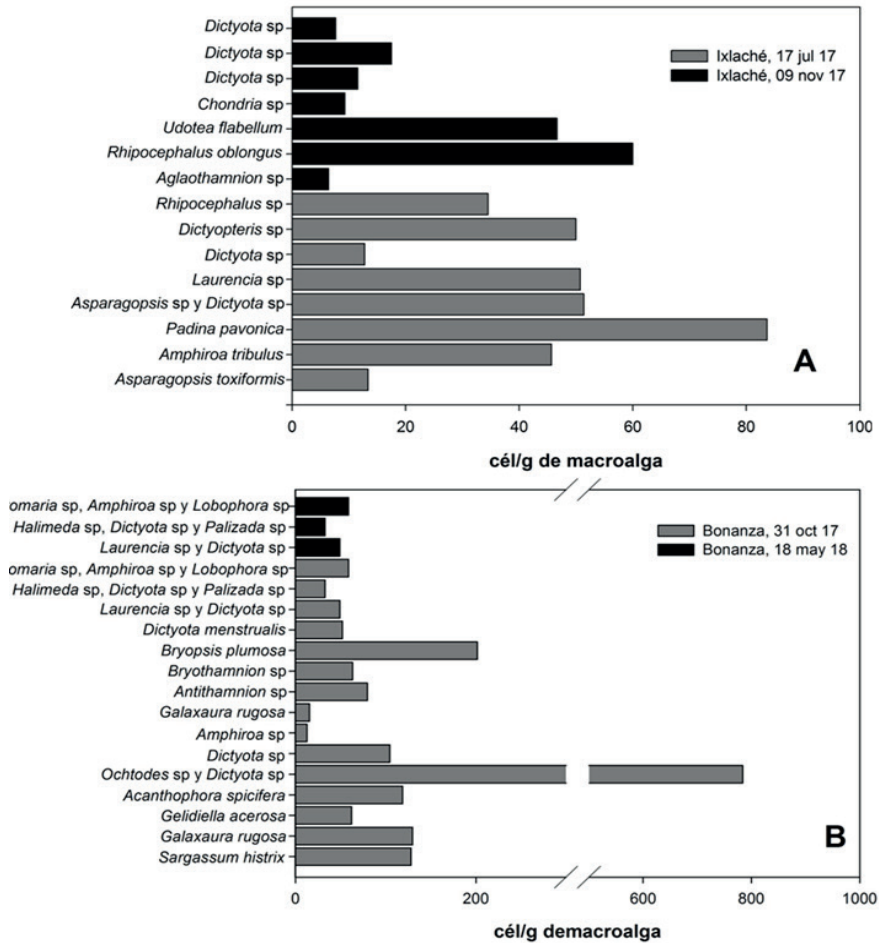 Dictyota sp
Dictyota sp
Dictyota sp
Chondria sp
Udotea flabellum
Rhipocephalus oblongus
Aglaothamnion sp
Rhipocephalus sp
Dictyopteris sp
Dictyota sp
Laurencia sp
Asparagopsis sp y Dictyota sp
Padina pavonica
Amphiroa tribulus
Asparagopsis toxiformis
Ixlaché, 17 jul 17
Ixlaché, 09 nov 17
A
0 20 40 60 80 100
cél/g de macroalga
omaria sp, Amphiroa sp y Lobophora sp
Halimeda sp, Dictyota sp y Palizada sp
Laurencia sp y Dictyota sp
omaria sp, Amphiroa sp y Lobophora sp
Halimeda sp, Dictyota sp y Palizada sp
Laurencia sp y Dictyota sp
Dictyota menstrualis
Bryopsis plumosa
Bryothamnion sp
Antithamnion sp
Galaxaura rugosa
Amphiroa sp
Dictyota sp
Ochtodes sp y Dictyota sp
Acanthophora spicifera
Gelidiella acerosa
Galaxaura rugosa
Sargassum histrix
Bonanza, 31 oct 17
Bonanza, 18 may 18
B
0 200 600 800 1000
cél/g demacroalga